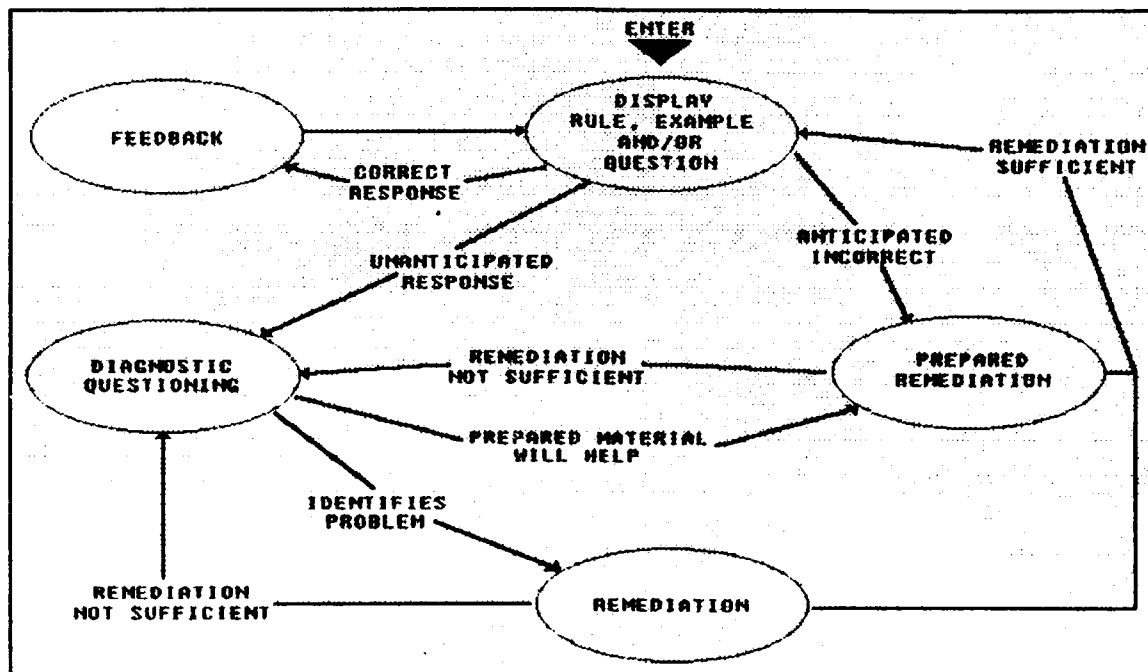 ENTER
DISPLAY
RULE, EXAMPLE
AND/OR
QUESTION
FEEDBACK
CORRECT
RESPONSE
REMEDIATION
SUFFICIENT
UNANTICIPATED
RESPONSE
ANTICIPATED
INCORRECT
DIAGNOSTIC
QUESTIONING
REMEDIATION
NOT SUFFICIENT
PREPARED
REMEDIATION
PREPARED MATERIAL
WILL HELP
IDENTIFIES
PROBLEM
REMEDIATION
NOT SUFFICIENT
REMEDIATION